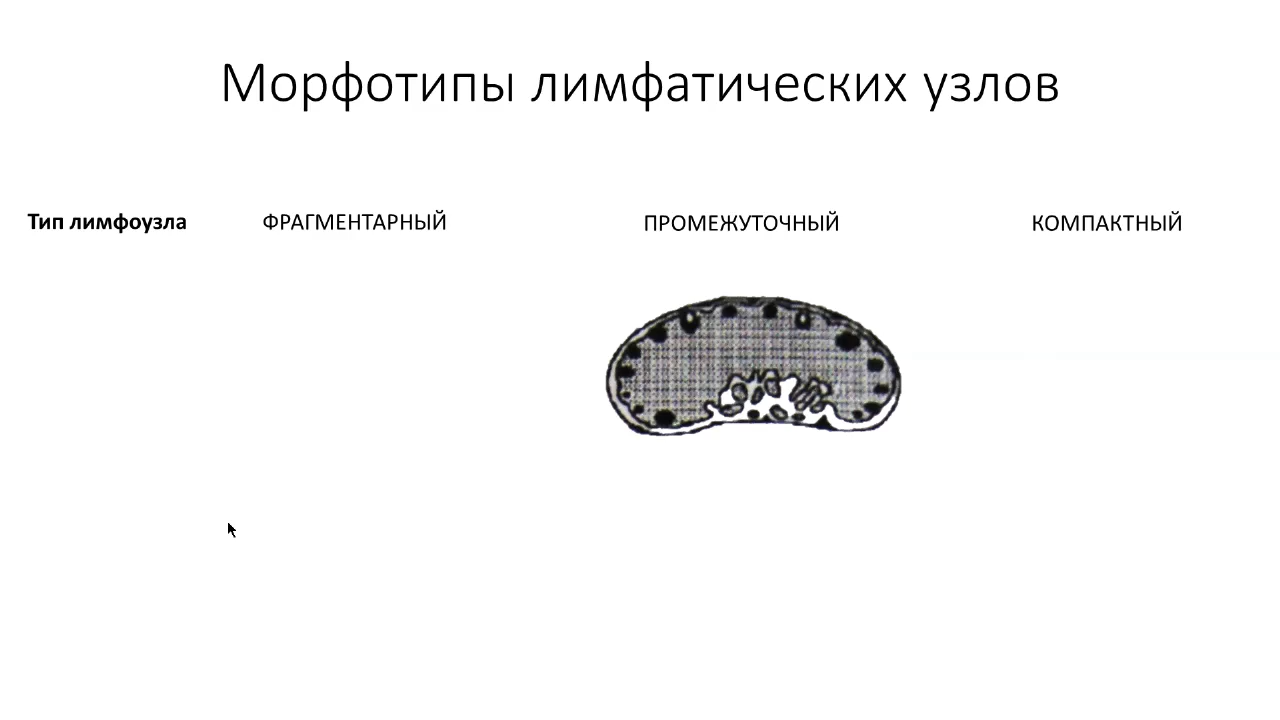 Морфотипы лимфатических узлов
Тип лимфоузла ФРАГМЕНТАРНЫЙ ПРОМЕЖУТОЧНЫЙ КОМПАКТНЫЙ